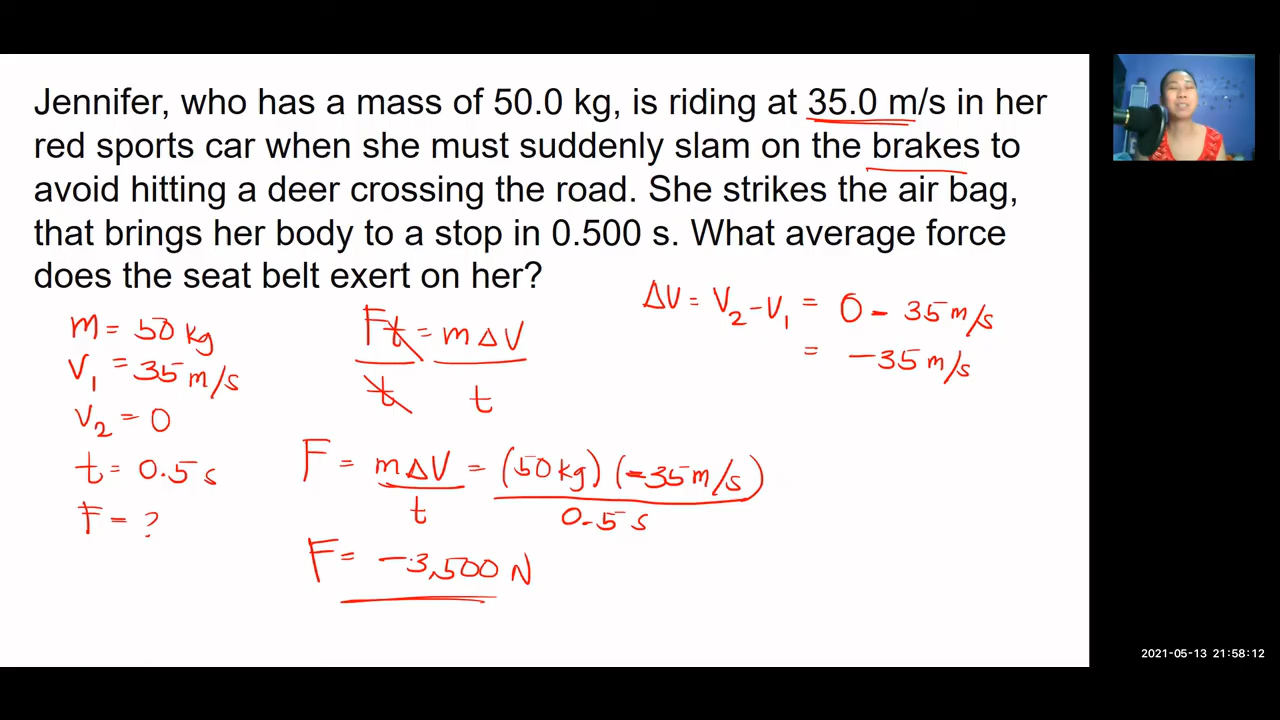 Jennifer, who has a mass of 50.0 kg, is riding at 35.0 m/s in her
red sports car when she must suddenly slam on the brakes to
avoid hitting a deer crossing the road. She strikes the air bag,
that brings her body to a stop in 0.500 s. What average force
does the seat belt exert on her?
m = 50 kg
V₁ = 35 m/s
V₂ = 0
t = 0.5 s
F = ?
Ft = m ΔV
t t
F = m ΔV = (50 kg) (-35 m/s)
t 0.5 s
F = -3,500 N
ΔV = V₂ - V₁ = 0 - 35 m/s
= -35 m/s
2021-05-13 21:58:12